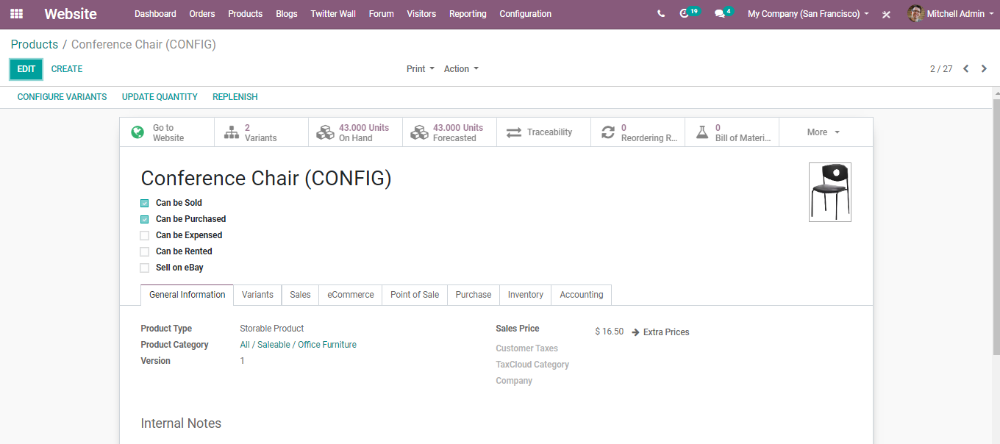 Website Dashboard Orders Products Blogs Twitter Wall Forum Visitors Reporting Configuration 19 4 My Company (San Francisco) Mitchell Admin
Products / Conference Chair (CONFIG)
EDIT CREATE Print Action 2 / 27
CONFIGURE VARIANTS UPDATE QUANTITY REPLENISH
Go to Website
2 Variants
43.000 Units On Hand
43.000 Units Forecasted
Traceability
0 Reordering R...
0 Bill of Materi...
More
Conference Chair (CONFIG)
Can be Sold
Can be Purchased
Can be Expensed
Can be Rented
Sell on eBay
General Information Variants Sales eCommerce Point of Sale Purchase Inventory Accounting
Product Type Storable Product
Product Category All / Saleable / Office Furniture
Version 1
Sales Price $ 16.50 Extra Prices
Customer Taxes
TaxCloud Category
Company
Internal Notes